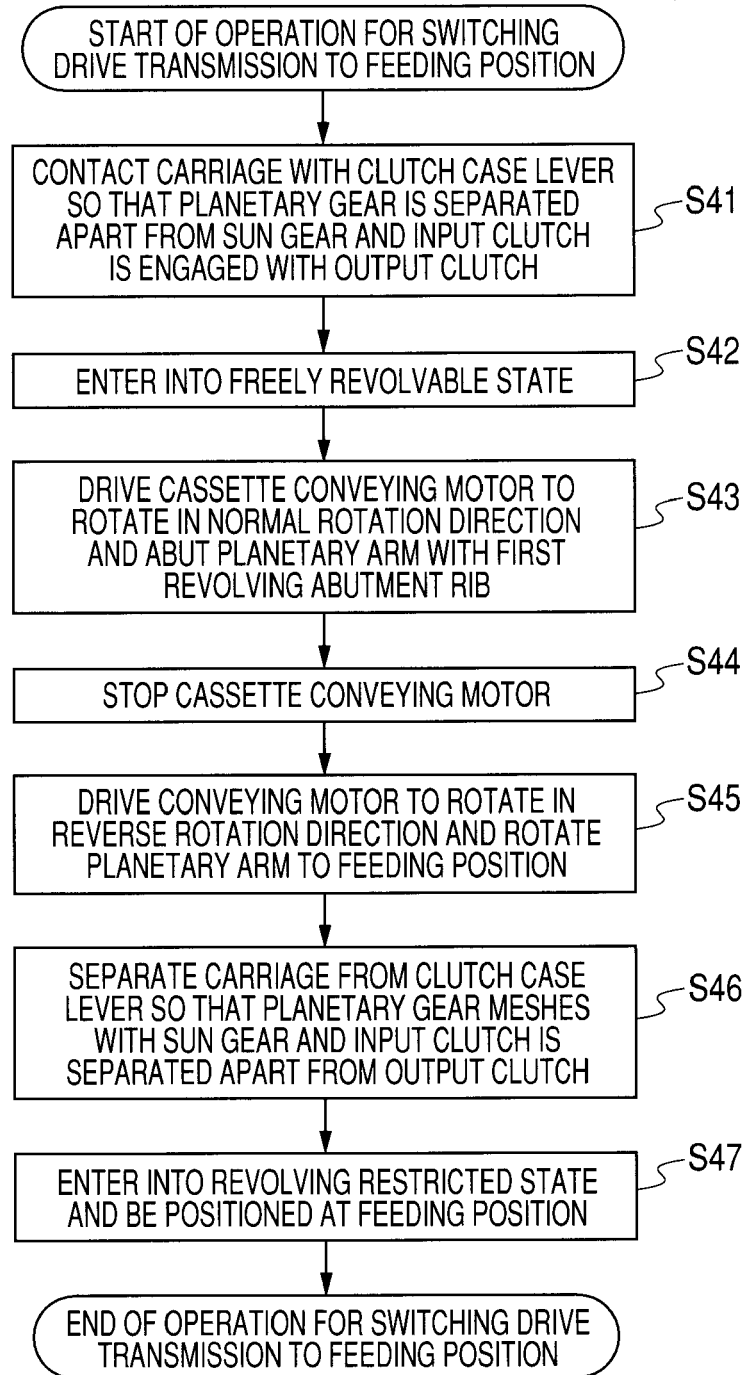 START OF OPERATION FOR SWITCHING
DRIVE TRANSMISSION TO FEEDING POSITION
CONTACT CARRIAGE WITH CLUTCH CASE LEVER
SO THAT PLANETARY GEAR IS SEPARATED
APART FROM SUN GEAR AND INPUT CLUTCH
IS ENGAGED WITH OUTPUT CLUTCH
S41
ENTER INTO FREELY REVOLVABLE STATE
S42
DRIVE CASSETTE CONVEYING MOTOR TO
ROTATE IN NORMAL ROTATION DIRECTION
AND ABUT PLANETARY ARM WITH FIRST
REVOLVING ABUTMENT RIB
S43
STOP CASSETTE CONVEYING MOTOR
S44
DRIVE CONVEYING MOTOR TO ROTATE IN
REVERSE ROTATION DIRECTION AND ROTATE
PLANETARY ARM TO FEEDING POSITION
S45
SEPARATE CARRIAGE FROM CLUTCH CASE
LEVER SO THAT PLANETARY GEAR MESHES
WITH SUN GEAR AND INPUT CLUTCH IS
SEPARATED APART FROM OUTPUT CLUTCH
S46
ENTER INTO REVOLVING RESTRICTED STATE
AND BE POSITIONED AT FEEDING POSITION
S47
END OF OPERATION FOR SWITCHING DRIVE
TRANSMISSION TO FEEDING POSITION